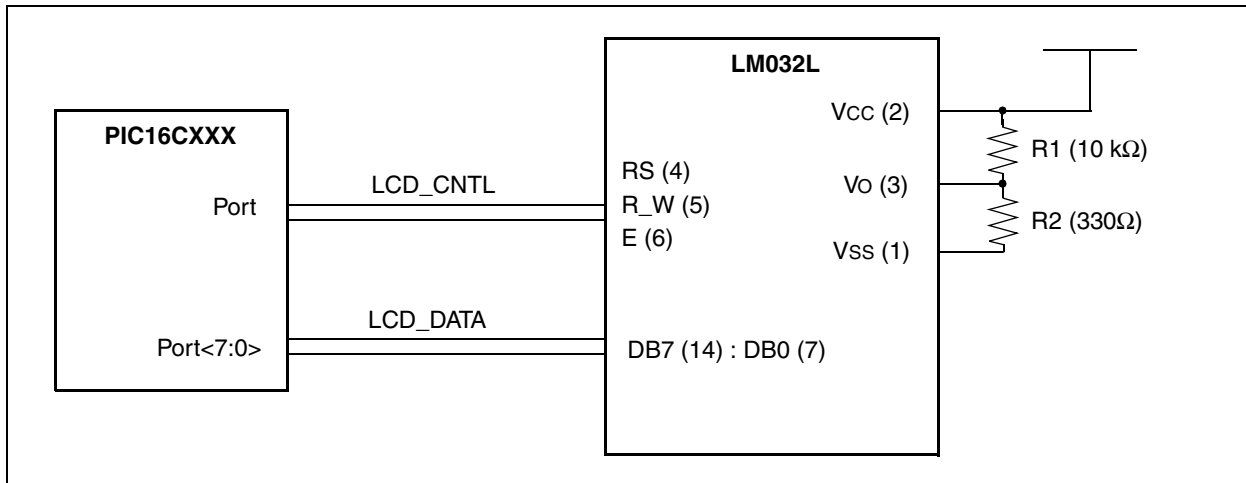 PIC16CXXX
Port
Port<7:0>
LCD_CNTL
LCD_DATA
LM032L
RS (4)
R_W (5)
E (6)
DB7 (14) : DB0 (7)
VCC (2)
VO (3)
VSS (1)
R1 (10 kΩ)
R2 (330Ω)